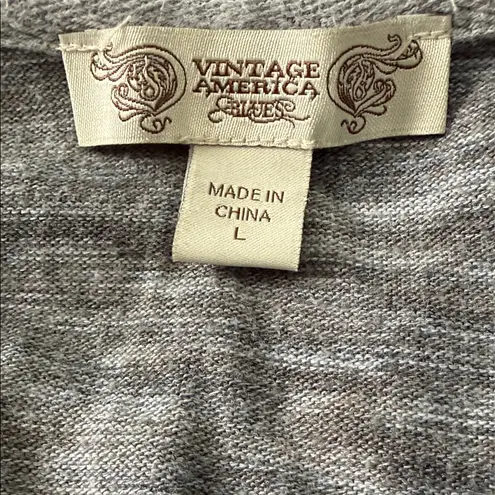 VINTAGE
AMERICA
BLUES
MADE IN
CHINA
L